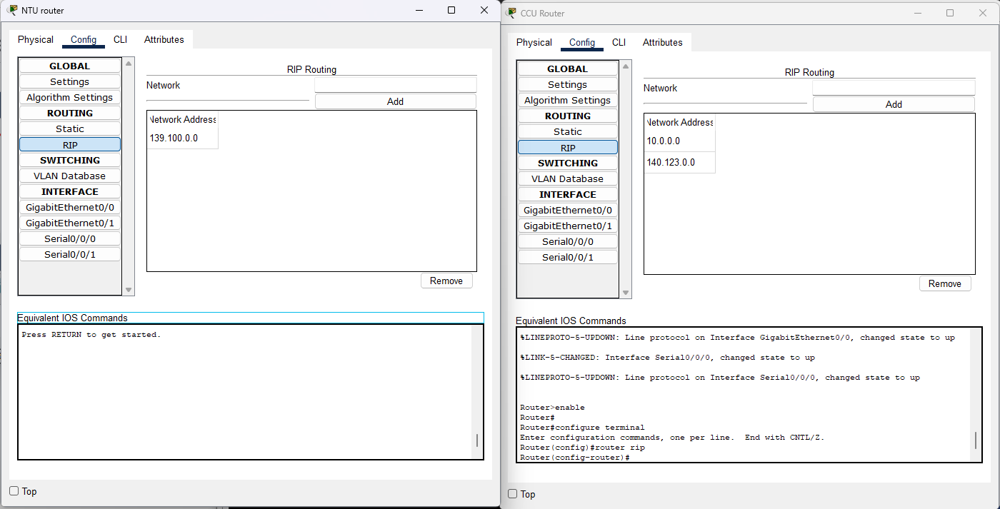 NTU router
Physical Config CLI Attributes
GLOBAL
Settings
Algorithm Settings
ROUTING
Static
RIP
SWITCHING
VLAN Database
INTERFACE
GigabitEthernet0/0
GigabitEthernet0/1
Serial0/0/0
Serial0/0/1
RIP Routing
Network
Add
Network Address
139.100.0.0
Remove
Equivalent IOS Commands
Press RETURN to get started.
Top
CCU Router
Physical Config CLI Attributes
GLOBAL
Settings
Algorithm Settings
ROUTING
Static
RIP
SWITCHING
VLAN Database
INTERFACE
GigabitEthernet0/0
GigabitEthernet0/1
Serial0/0/0
Serial0/0/1
RIP Routing
Network
Add
Network Address
10.0.0.0
140.123.0.0
Remove
Equivalent IOS Commands
%LINEPROTO-5-UPDOWN: Line protocol on Interface GigabitEthernet0/0, changed state to up
%LINK-5-CHANGED: Interface Serial0/0/0, changed state to up
%LINEPROTO-5-UPDOWN: Line protocol on Interface Serial0/0/0, changed state to up
Router>enable
Router#
Router#configure terminal
Enter configuration commands, one per line.  End with CNTL/Z.
Router(config)#router rip
Router(config-router)#
Top